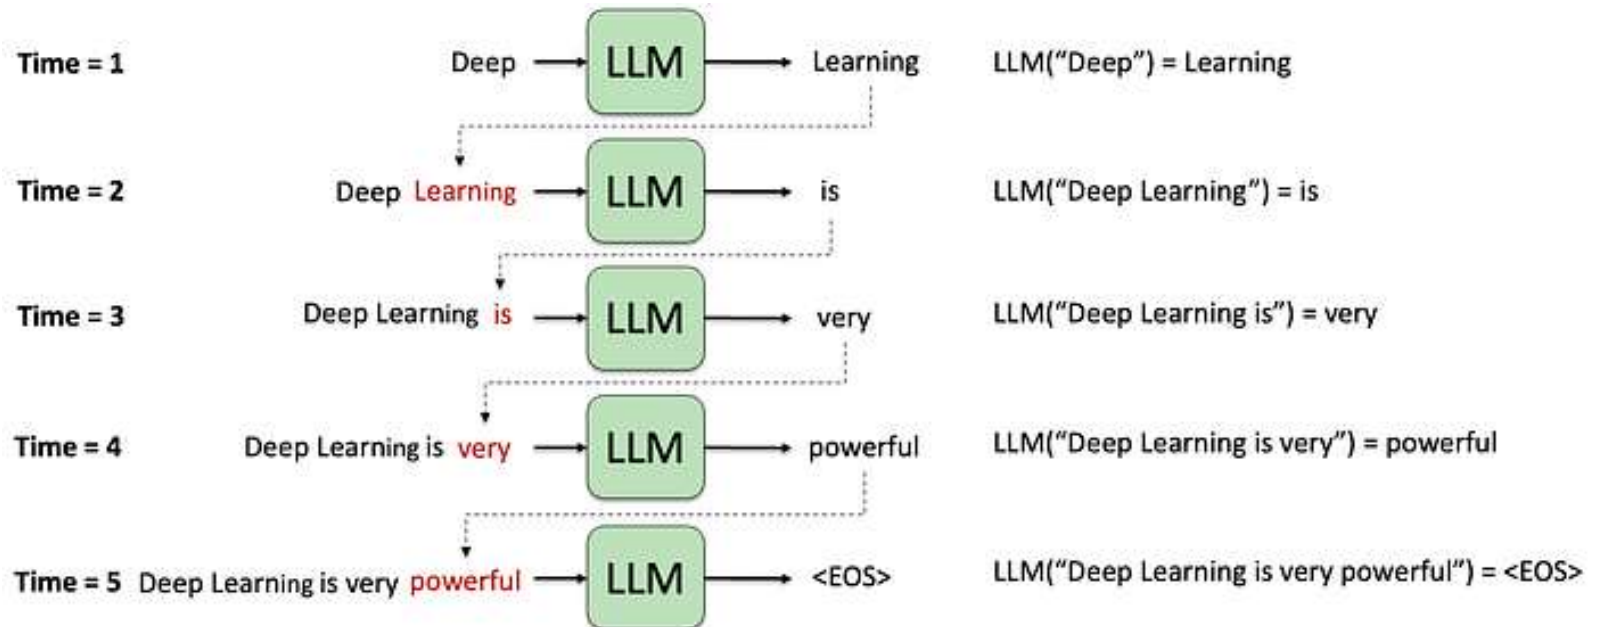 Time = 1 Deep LLM Learning LLM(“Deep”) = Learning
Time = 2 Deep Learning LLM is LLM(“Deep Learning”) = is
Time = 3 Deep Learning is LLM very LLM(“Deep Learning is”) = very
Time = 4 Deep Learning is very LLM powerful LLM(“Deep Learning is very”) = powerful
Time = 5 Deep Learning is very powerful LLM <EOS> LLM(“Deep Learning is very powerful”) = <EOS>